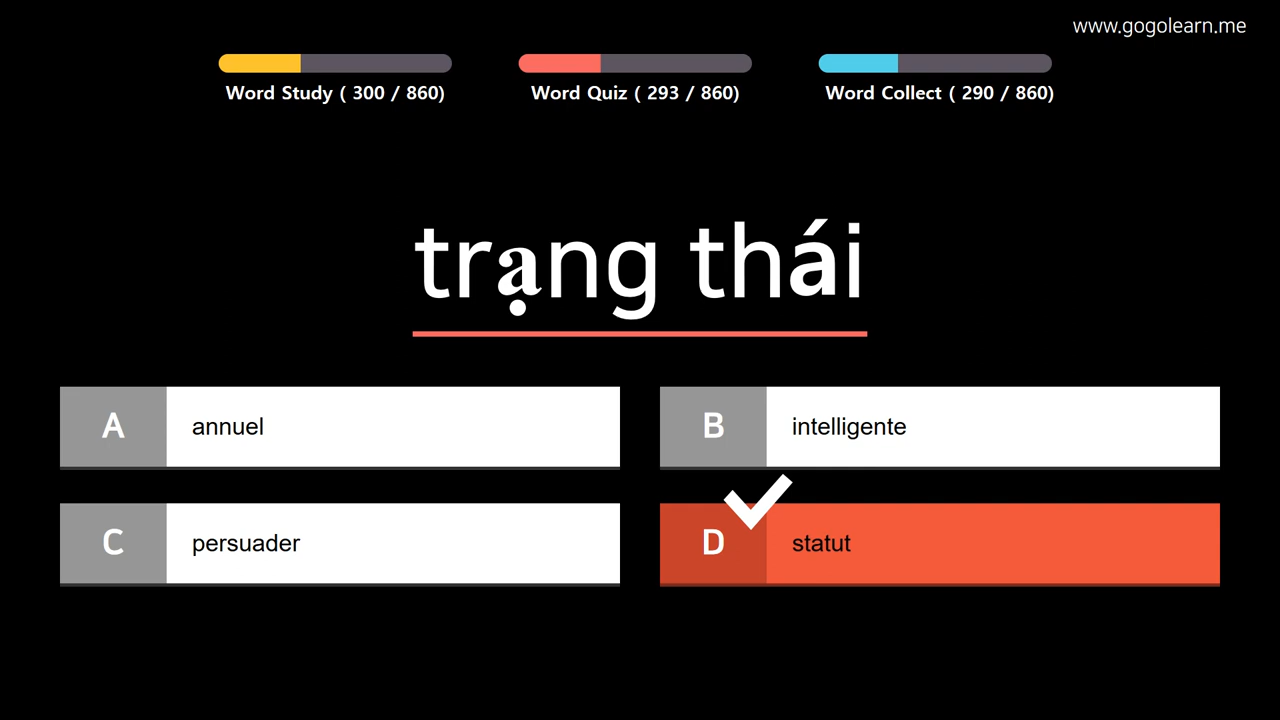 www.gogolearn.me
Word Study ( 300 / 860)
Word Quiz ( 293 / 860)
Word Collect ( 290 / 860)
trạng thái
A annuel
B intelligente
C persuader
D statut